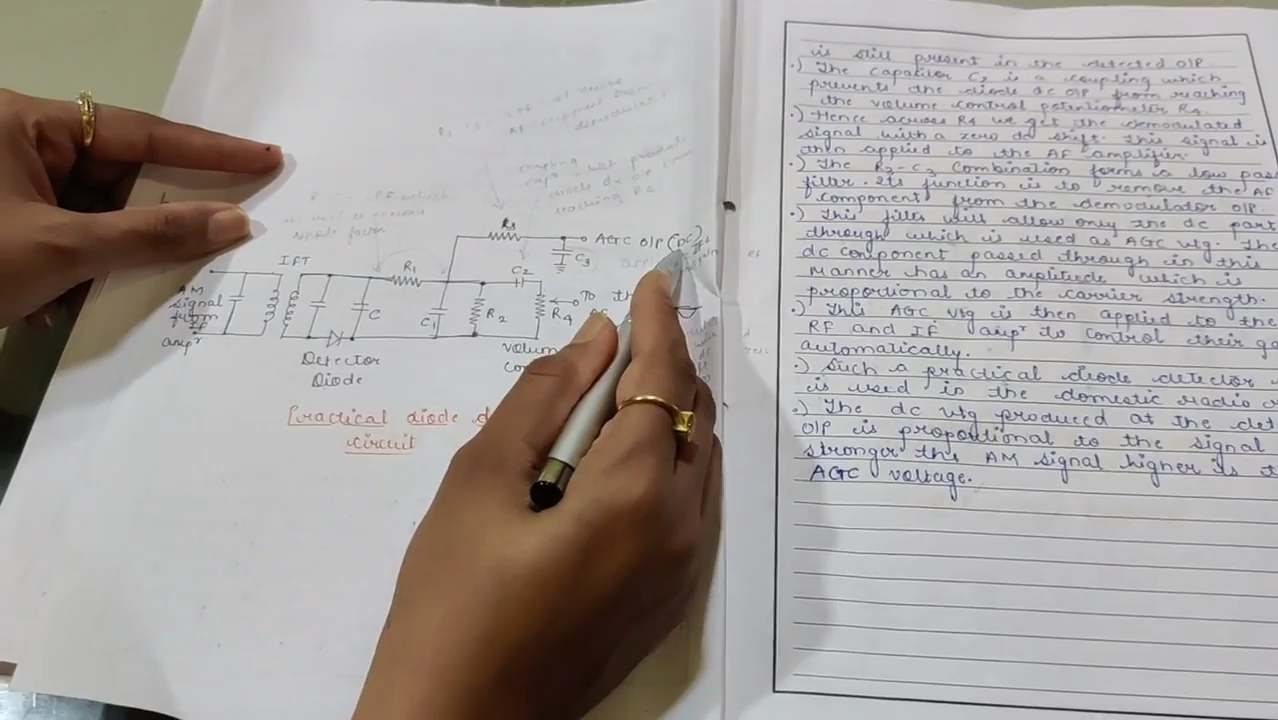 R3
AGC O/P (DC)
C3
IFT
R1
C2
To
AM
signal
from
IF
ampr
C
C1
R2
R4
Detector
Diode
volum
Practical diode d
circuit
is still present in the detected O/P
.) The capacitor C2 is a coupling which
prevents the diode dc O/P from reaching
the volume control potentiometer R4.
.) Hence across R4 we get the demodulated
signal with a zero dc shift. This signal is
then applied to the AF amplifier.
.) The R3-C3 combination forms a low pass
filter. Its function is to remove the AF
component from the demodulator O/P.
.) This filter will allow only the dc part
through which is used as AGC vtg. The
dc component passed through in this
manner has an amplitude which is
proportional to the carrier strength.
.) This AGC vtg is then applied to the
RF and IF ampr to control their ga
automatically.
.) Such a practical diode detector
is used in the domestic radio
.) The dc vtg produced at the det
O/P is proportional to the signal
stronger the AM signal higher is t
AGC voltage.